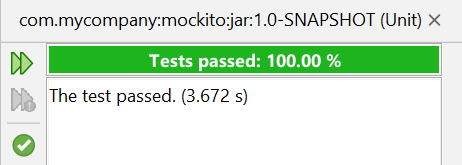 com.mycompany:mockito:jar:1.0-SNAPSHOT (Unit)
Tests passed: 100.00 %
The test passed. (3.672 s)